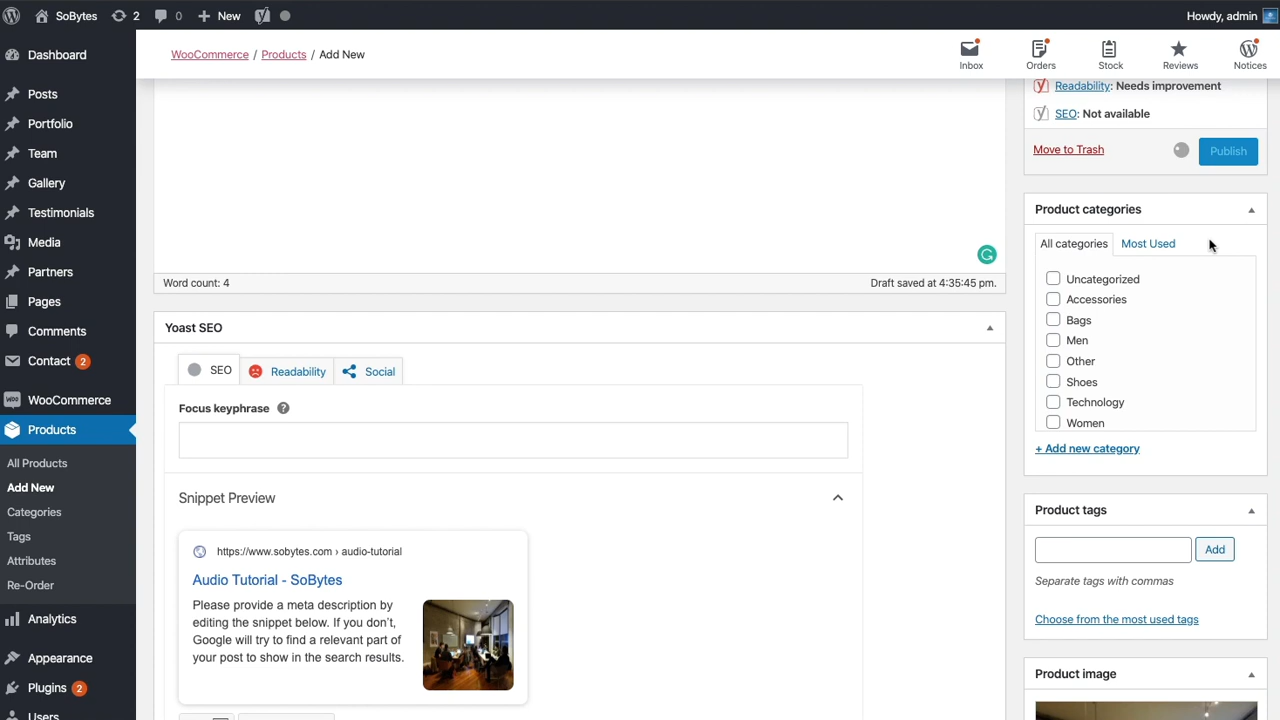 SoBytes
2
0
New
Howdy, admin
WooCommerce / Products / Add New
Inbox
Orders
Stock
Reviews
Notices
Dashboard
Posts
Portfolio
Team
Gallery
Testimonials
Media
Partners
Pages
Comments
Contact 2
WooCommerce
Products
All Products
Add New
Categories
Tags
Attributes
Re-Order
Analytics
Appearance
Plugins 2
Users
Word count: 4
Draft saved at 4:35:45 pm.
Yoast SEO
SEO
Readability
Social
Focus keyphrase
Snippet Preview
https://www.sobytes.com › audio-tutorial
Audio Tutorial - SoBytes
Please provide a meta description by
editing the snippet below. If you don't,
Google will try to find a relevant part of
your post to show in the search results.
Readability: Needs improvement
SEO: Not available
Move to Trash
Publish
Product categories
All categories
Most Used
Uncategorized
Accessories
Bags
Men
Other
Shoes
Technology
Women
+ Add new category
Product tags
Add
Separate tags with commas
Choose from the most used tags
Product image